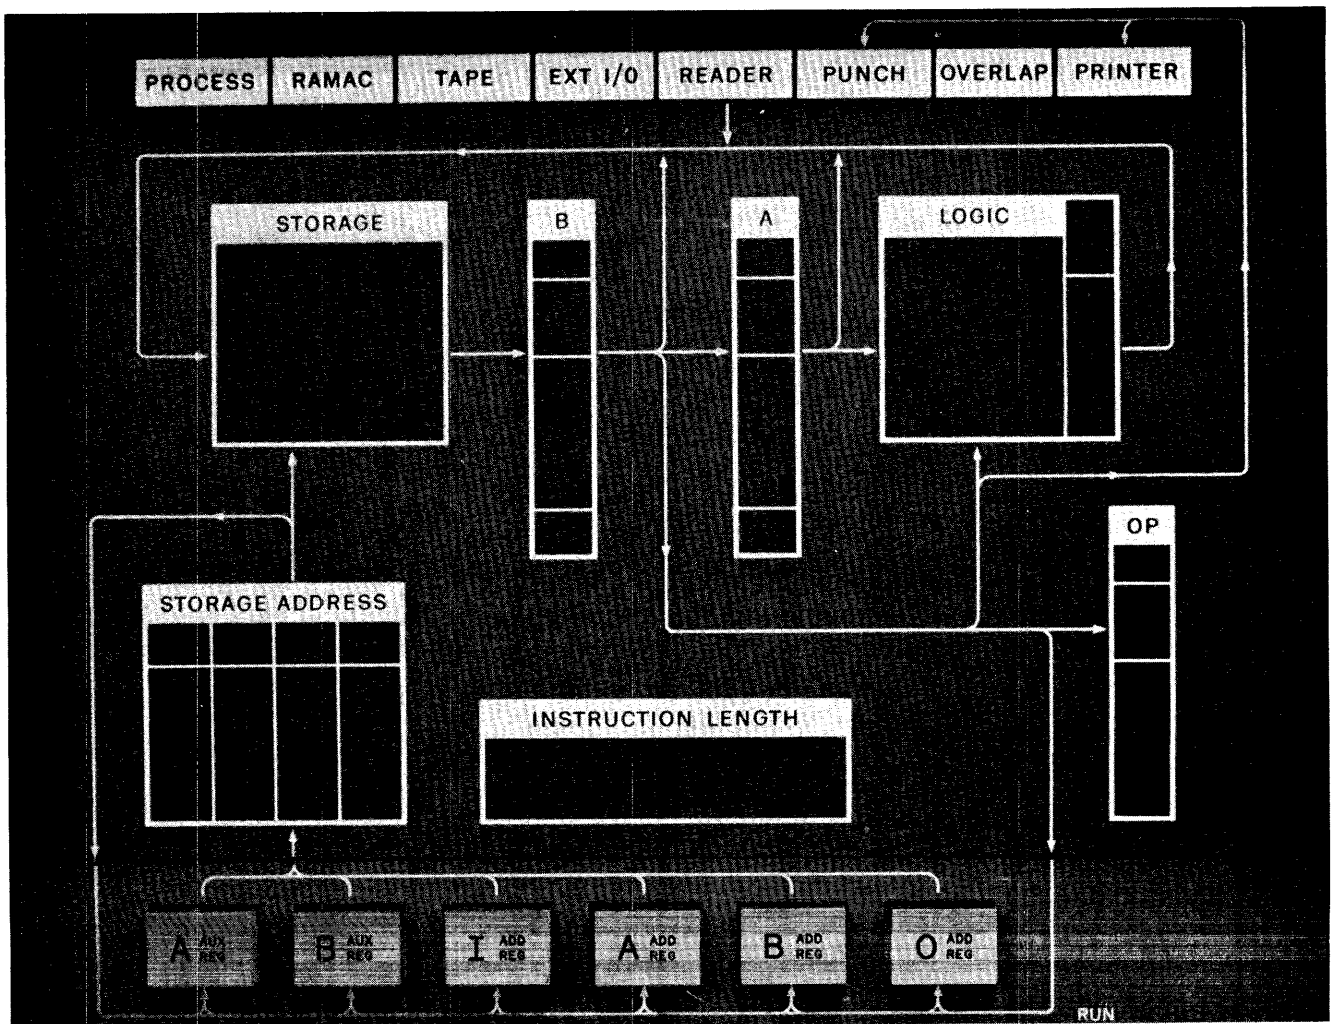 PROCESS RAMAC TAPE EXT I/O READER PUNCH OVERLAP PRINTER
STORAGE B A LOGIC
OP
STORAGE ADDRESS
INSTRUCTION LENGTH
A AUX REG B AUX REG I ADD REG A ADD REG B ADD REG O ADD REG
RUN